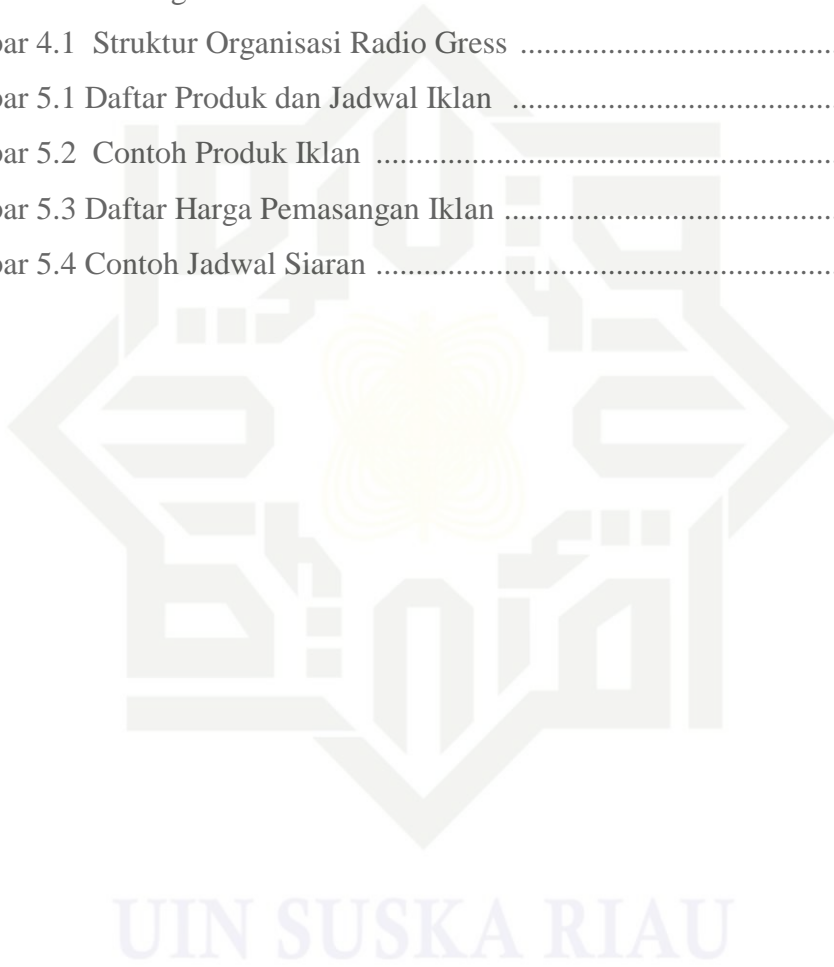 bar 4.1  Struktur Organisasi Radio Gress ..................................
bar 5.1 Daftar Produk dan Jadwal Iklan ...................................
bar 5.2  Contoh Produk Iklan ....................................................
bar 5.3 Daftar Harga Pemasangan Iklan ....................................
bar 5.4 Contoh Jadwal Siaran ....................................................
UIN SUSKA RIAU